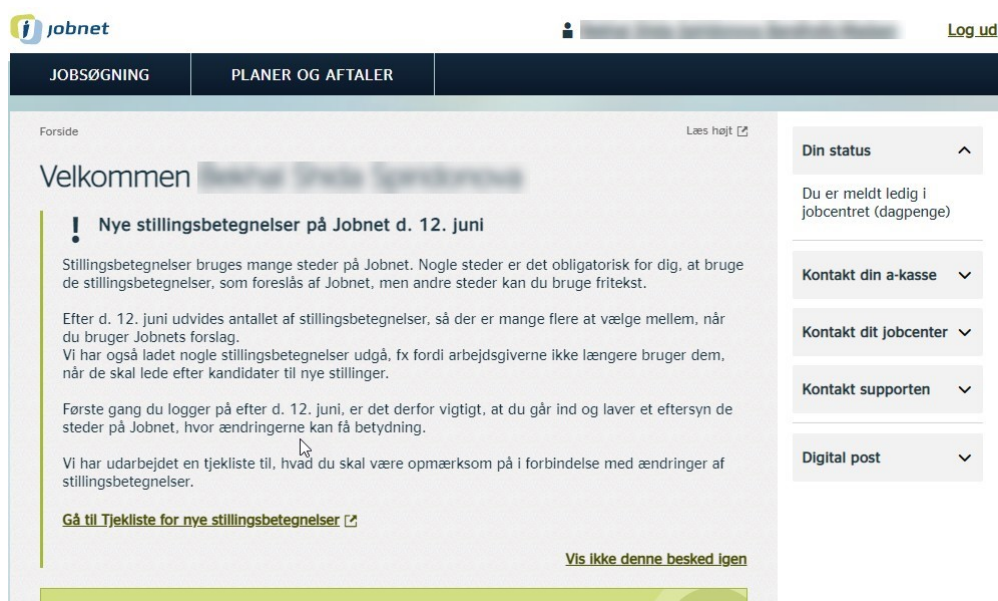 jobnet
Log ud
JOBSØGNING
PLANER OG AFTALER
Forside
Læs højt
Velkommen
! Nye stillingsbetegnelser på Jobnet d. 12. juni
Stillingsbetegnelser bruges mange steder på Jobnet. Nogle steder er det obligatorisk for dig, at bruge
de stillingsbetegnelser, som foreslås af Jobnet, men andre steder kan du bruge fritekst.
Efter d. 12. juni udvides antallet af stillingsbetegnelser, så der er mange flere at vælge mellem, når
du bruger Jobnets forslag.
Vi har også ladet nogle stillingsbetegnelser udgå, fx fordi arbejdsgiverne ikke længere bruger dem,
når de skal lede efter kandidater til nye stillinger.
Første gang du logger på efter d. 12. juni, er det derfor vigtigt, at du går ind og laver et eftersyn de
steder på Jobnet, hvor ændringerne kan få betydning.
Vi har udarbejdet en tjekliste til, hvad du skal være opmærksom på i forbindelse med ændringer af
stillingsbetegnelser.
Gå til Tjekliste for nye stillingsbetegnelser
Vis ikke denne besked igen
Din status
Du er meldt ledig i
jobcentret (dagpenge)
Kontakt din a-kasse
Kontakt dit jobcenter
Kontakt supporten
Digital post